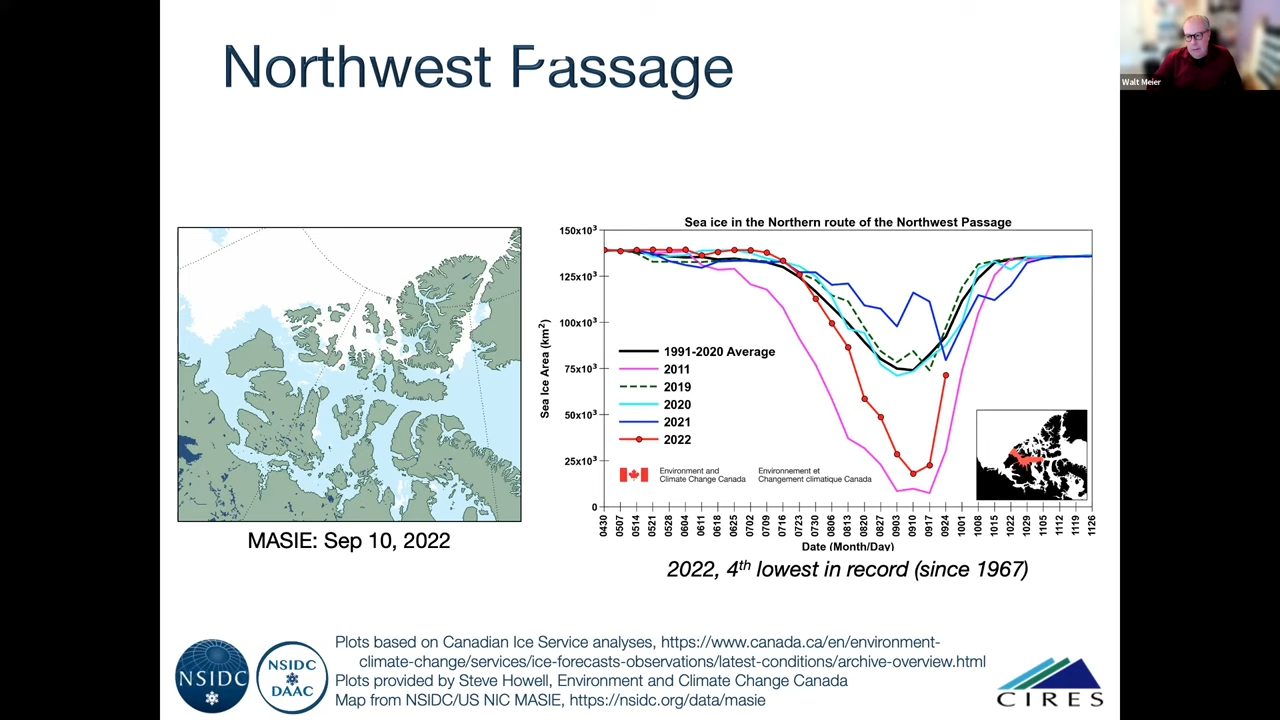 Northwest Passage
Walt Meier
MASIE: Sep 10, 2022
Sea ice in the Northern route of the Northwest Passage
Sea Ice Area (km²)
150x10³
125x10³
100x10³
75x10³
50x10³
25x10³
0
1991-2020 Average
2011
2019
2020
2021
2022
Environment and
Climate Change Canada
Environnement et
Changement climatique Canada
0430 0507 0514 0521 0528 0604 0611 0618 0625 0702 0709 0716 0723 0730 0806 0813 0820 0827 0903 0910 0917 0924 1001 1008 1015 1022 1029 1105 1112 1119 1126
Date (Month/Day)
2022, 4th lowest in record (since 1967)
NSIDC
NSIDC
DAAC
Plots based on Canadian Ice Service analyses, https://www.canada.ca/en/environment-
climate-change/services/ice-forecasts-observations/latest-conditions/archive-overview.html
Plots provided by Steve Howell, Environment and Climate Change Canada
Map from NSIDC/US NIC MASIE, https://nsidc.org/data/masie
CIRES